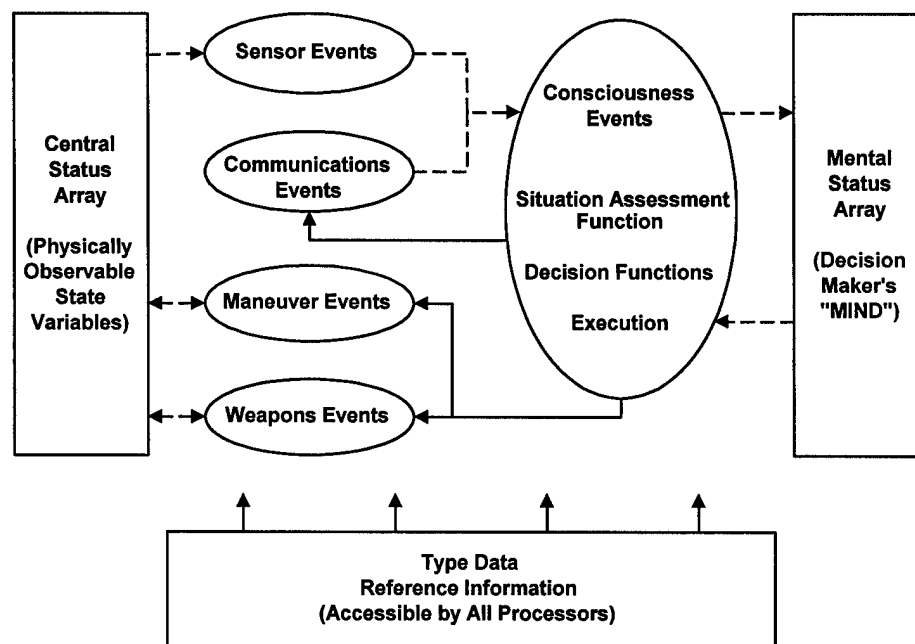 Central
Status
Array
(Physically
Observable
State
Variables)
Sensor Events
Communications
Events
Maneuver Events
Weapons Events
Consciousness
Events
Situation Assessment
Function
Decision Functions
Execution
Mental
Status
Array
(Decision
Maker's
"MIND")
Type Data
Reference Information
(Accessible by All Processors)